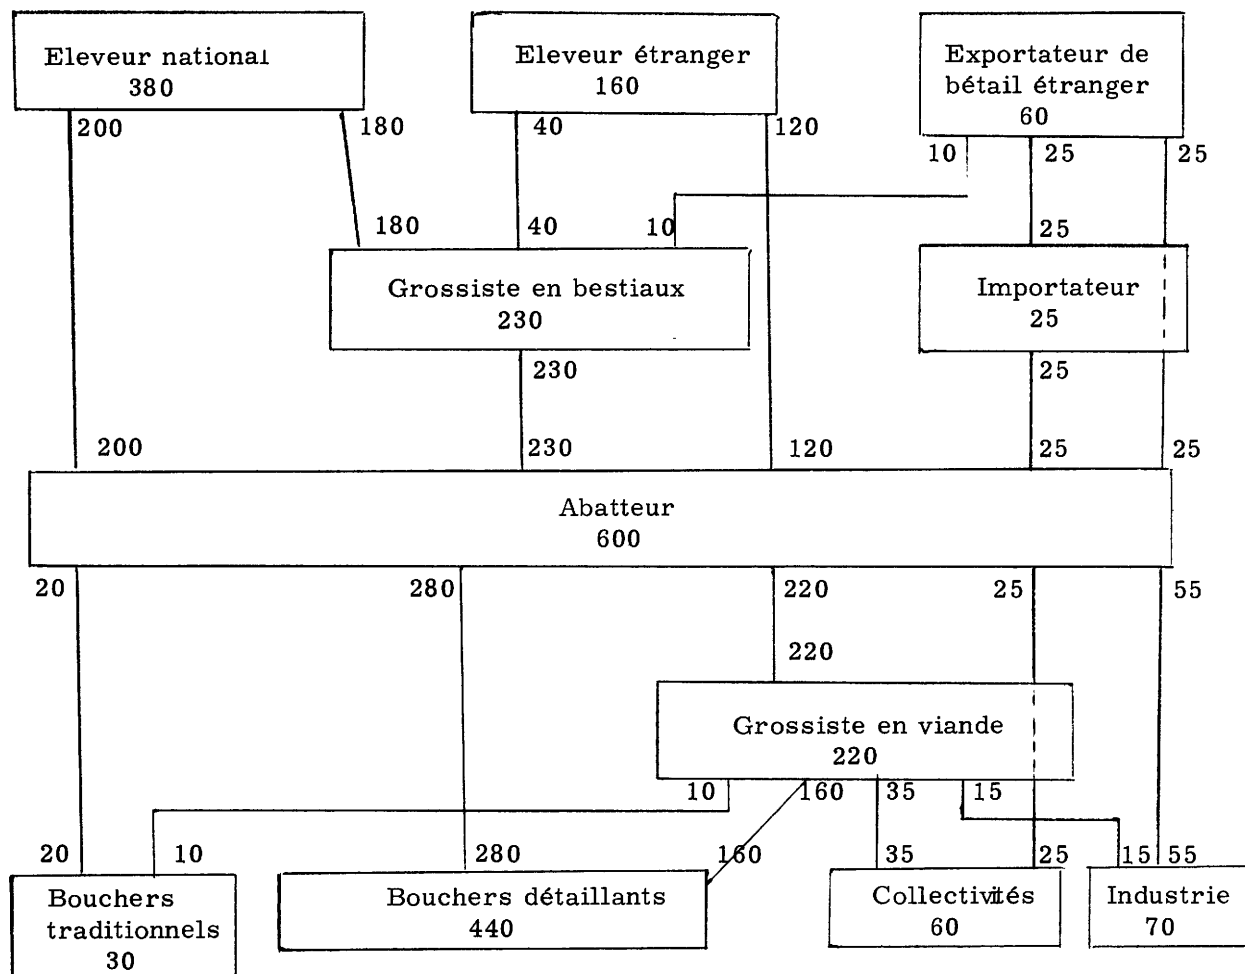 Eleveur national
380
Eleveur étranger
160
Exportateur de
bétail étranger
60
200 180 40 120 10 25 25
180 40 10 25
Grossiste en bestiaux
230
Importateur
25
230 25
200 230 120 25 25
Abatteur
600
20 280 220 25 55
220
Grossiste en viande
220
10 160 35 15
20 10 280 160 35 25 15 55
Bouchers
traditionnels
30
Bouchers détaillants
440
Collectivités
60
Industrie
70